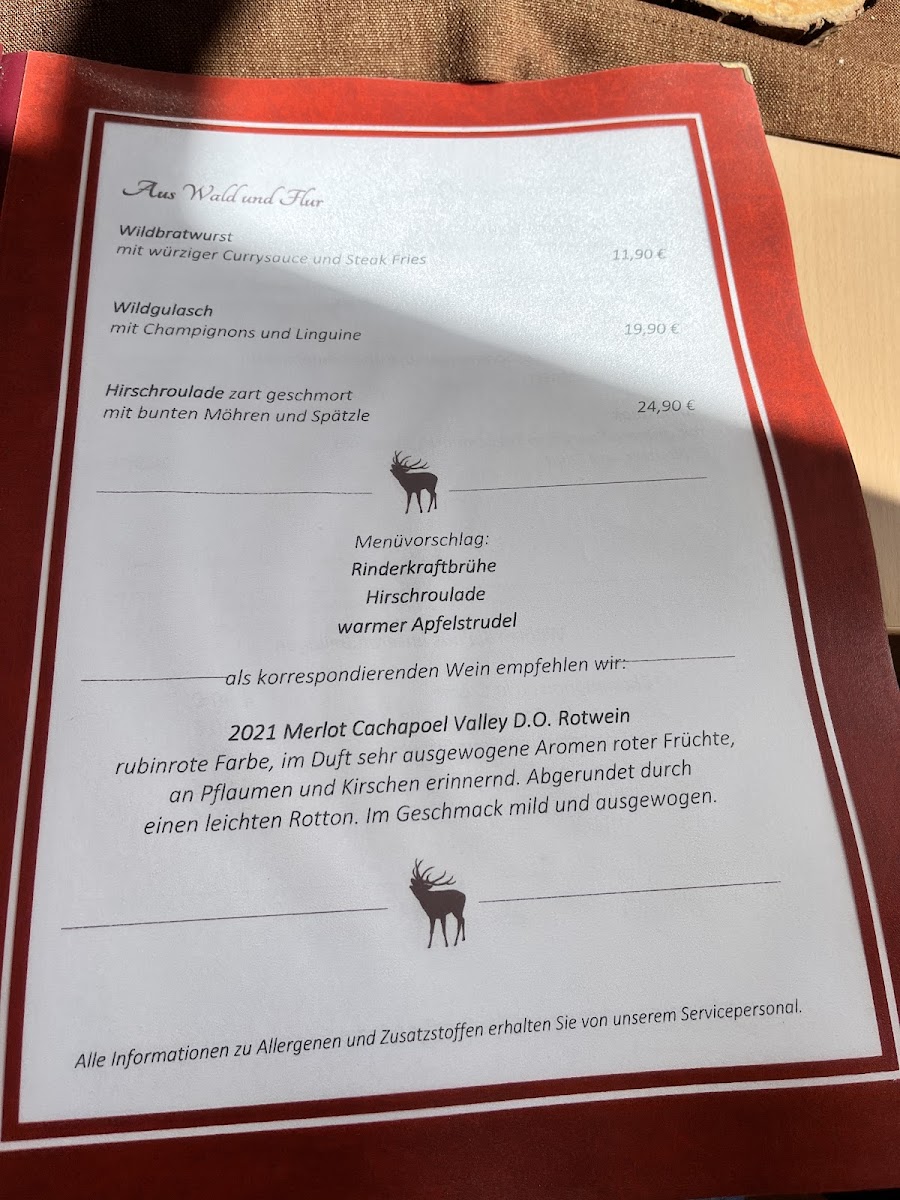 Aus Wald und Flur
Wildbratwurst
mit würziger Currysauce und Steak Fries 11,90 €
Wildgulasch
mit Champignons und Linguine 19,90 €
Hirschroulade zart geschmort
mit bunten Möhren und Spätzle 24,90 €
Menüvorschlag:
Rinderkraftbrühe
Hirschroulade
warmer Apfelstrudel
als korrespondierenden Wein empfehlen wir:
2021 Merlot Cachapoel Valley D.O. Rotwein
rubinrote Farbe, im Duft sehr ausgewogene Aromen roter Früchte,
an Pflaumen und Kirschen erinnernd. Abgerundet durch
einen leichten Rotton. Im Geschmack mild und ausgewogen.
Alle Informationen zu Allergenen und Zusatzstoffen erhalten Sie von unserem Servicepersonal.